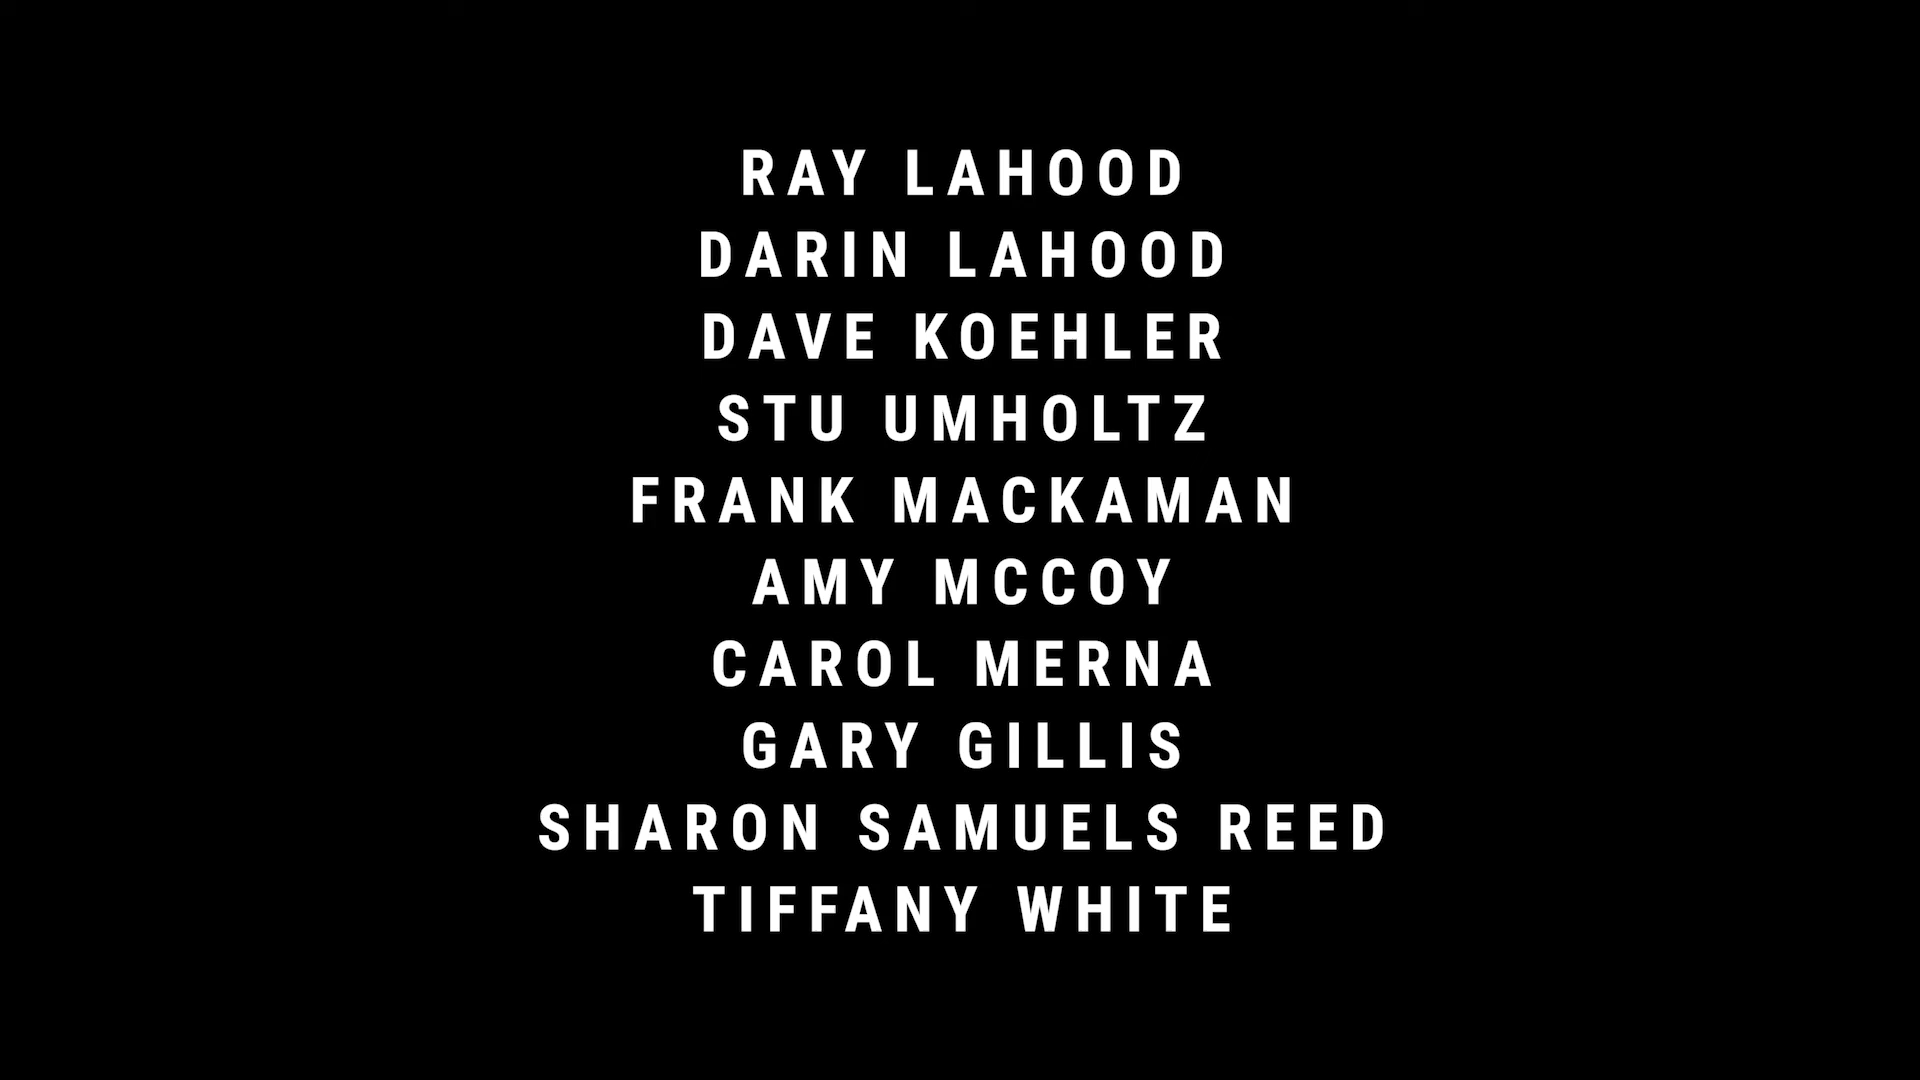 RAY LAHOOD
DARIN LAHOOD
DAVE KOEHLER
STU UMHOLTZ
FRANK MACKAMAN
AMY MCCOY
CAROL MERNA
GARY GILLIS
SHARON SAMUELS REED
TIFFANY WHITE